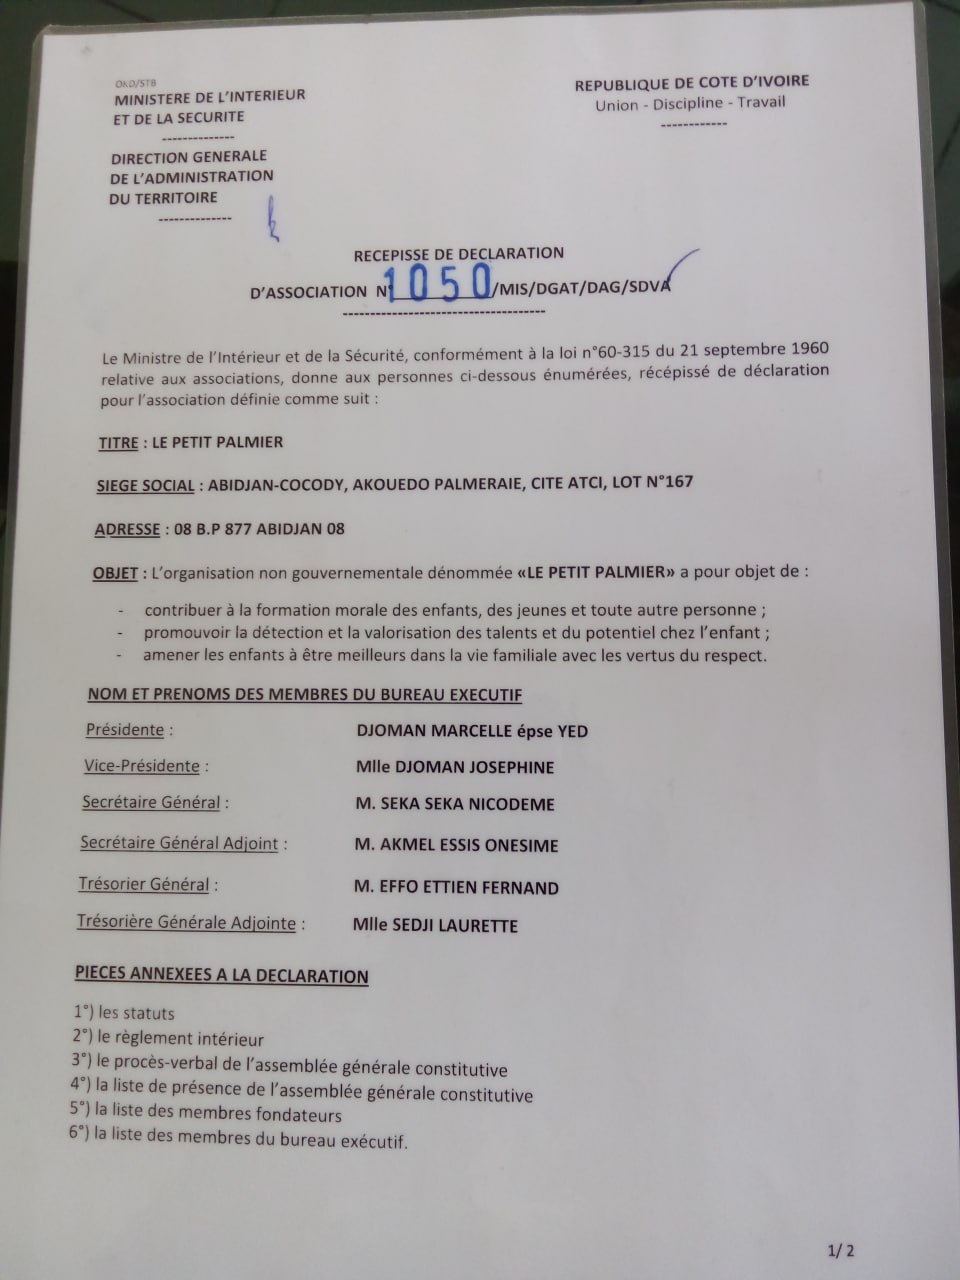 OKD/STB
MINISTERE DE L'INTERIEUR
ET DE LA SECURITE
--------------
DIRECTION GENERALE
DE L'ADMINISTRATION
DU TERRITOIRE
--------------
REPUBLIQUE DE COTE D'IVOIRE
Union - Discipline - Travail
------------
RECEPISSE DE DECLARATION
D'ASSOCIATION N° 1050/MIS/DGAT/DAG/SDVA
--------------------------------------
Le Ministre de l'Intérieur et de la Sécurité, conformément à la loi n°60-315 du 21 septembre 1960
relative aux associations, donne aux personnes ci-dessous énumérées, récépissé de déclaration
pour l'association définie comme suit :
TITRE : LE PETIT PALMIER
SIEGE SOCIAL : ABIDJAN-COCODY, AKOUEDO PALMERAIE, CITE ATCI, LOT N°167
ADRESSE : 08 B.P 877 ABIDJAN 08
OBJET : L'organisation non gouvernementale dénommée «LE PETIT PALMIER» a pour objet de :
- contribuer à la formation morale des enfants, des jeunes et toute autre personne ;
- promouvoir la détection et la valorisation des talents et du potentiel chez l'enfant ;
- amener les enfants à être meilleurs dans la vie familiale avec les vertus du respect.
NOM ET PRENOMS DES MEMBRES DU BUREAU EXECUTIF
Présidente : DJOMAN MARCELLE épse YED
Vice-Présidente : Mlle DJOMAN JOSEPHINE
Secrétaire Général : M. SEKA SEKA NICODEME
Secrétaire Général Adjoint : M. AKMEL ESSIS ONESIME
Trésorier Général : M. EFFO ETTIEN FERNAND
Trésorière Générale Adjointe : Mlle SEDJI LAURETTE
PIECES ANNEXEES A LA DECLARATION
1°) les statuts
2°) le règlement intérieur
3°) le procès-verbal de l'assemblée générale constitutive
4°) la liste de présence de l'assemblée générale constitutive
5°) la liste des membres fondateurs
6°) la liste des membres du bureau exécutif.
1/ 2